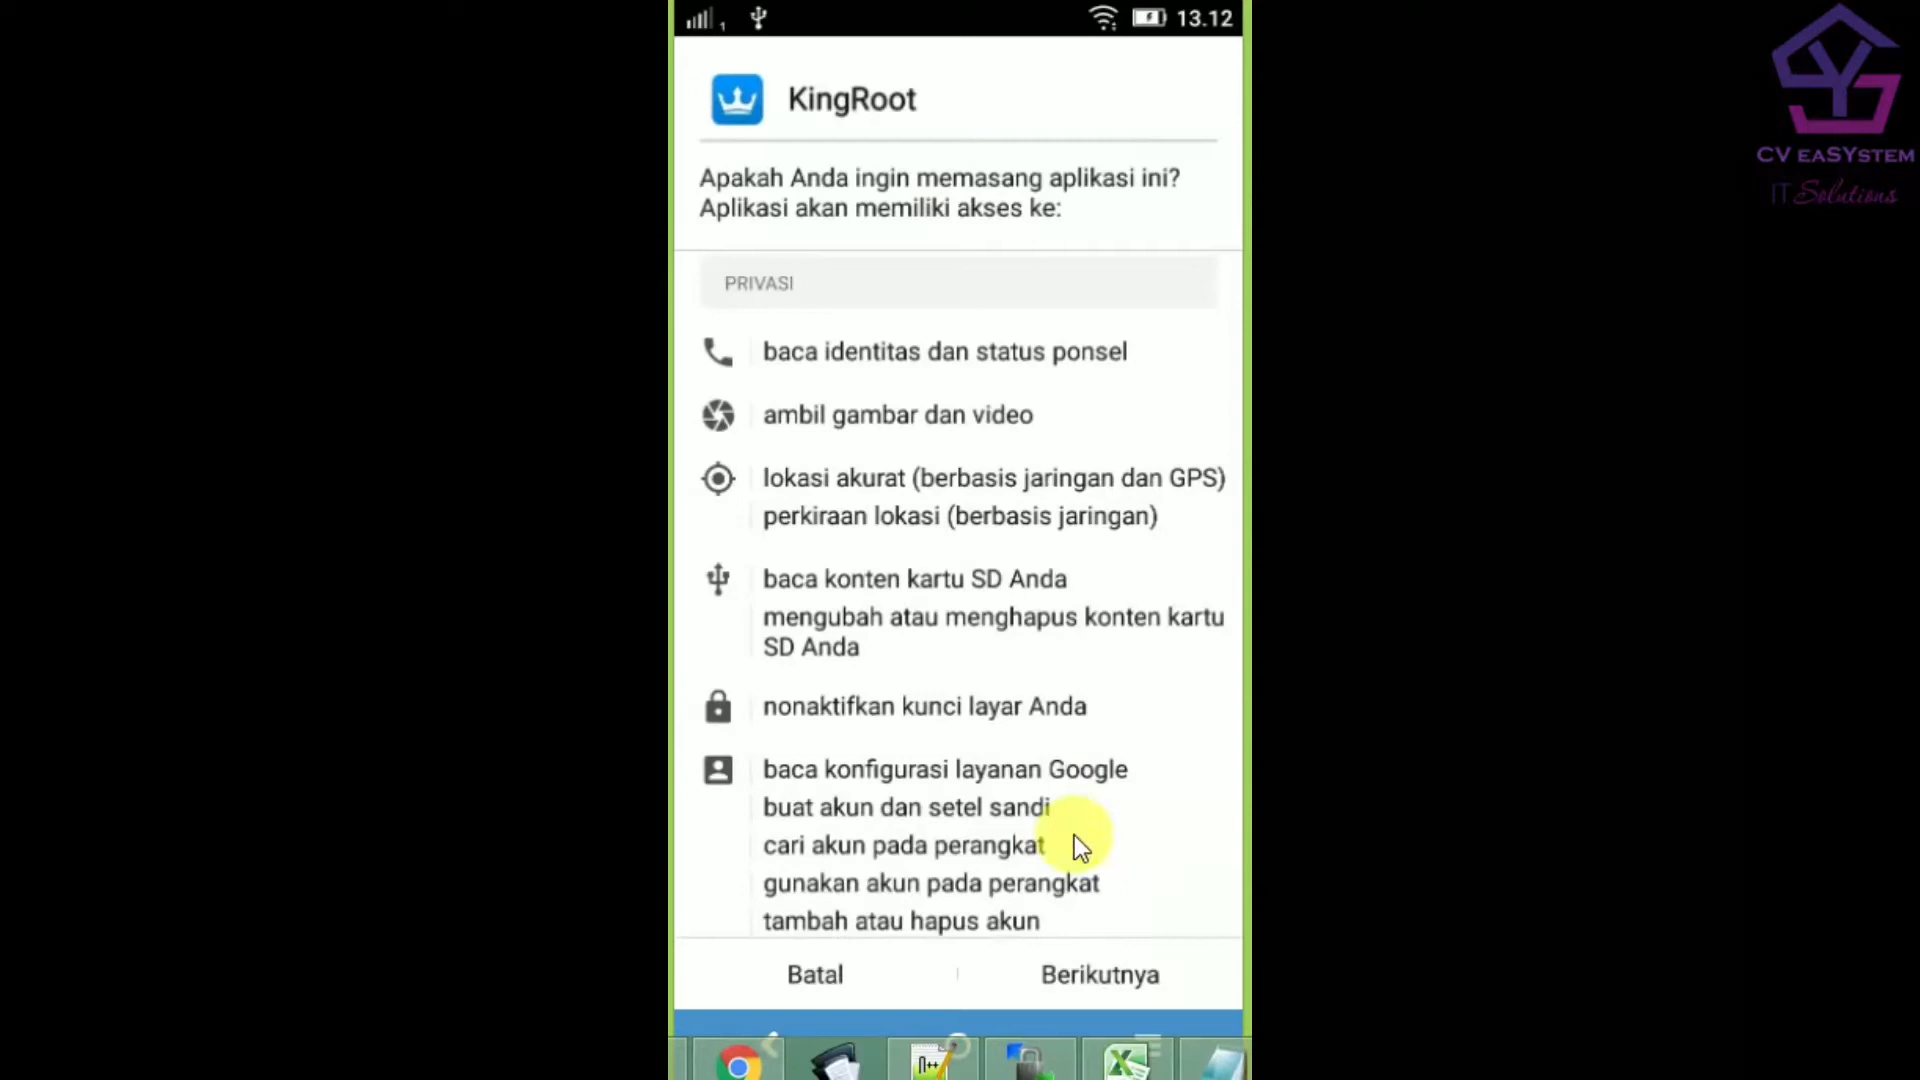 1
13.12
CV eaSYstem
IT Solutions
KingRoot
Apakah Anda ingin memasang aplikasi ini?
Aplikasi akan memiliki akses ke:
PRIVASI
baca identitas dan status ponsel
ambil gambar dan video
lokasi akurat (berbasis jaringan dan GPS)
perkiraan lokasi (berbasis jaringan)
baca konten kartu SD Anda
mengubah atau menghapus konten kartu
SD Anda
nonaktifkan kunci layar Anda
baca konfigurasi layanan Google
buat akun dan setel sandi
cari akun pada perangkat
gunakan akun pada perangkat
tambah atau hapus akun
Batal
Berikutnya